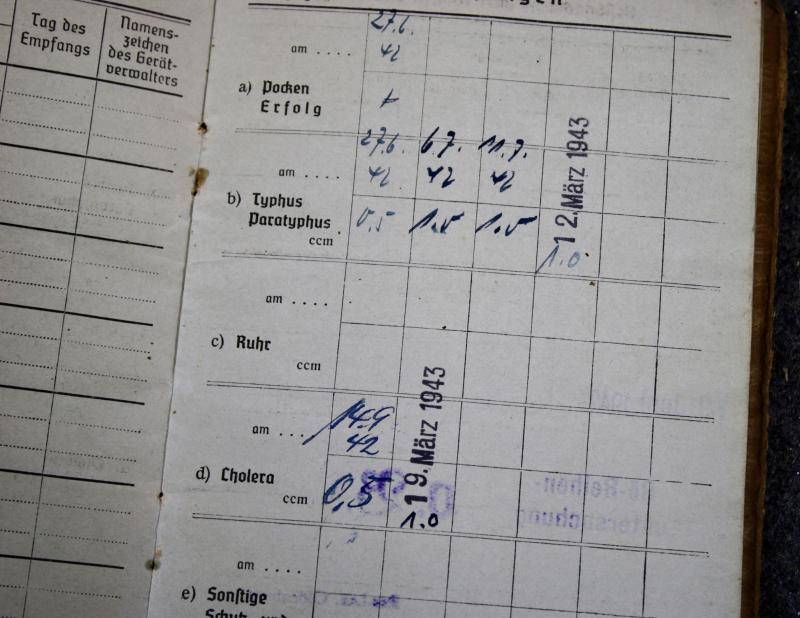 Tag des
Empfangs
Namens-
zeichen
des Gerät-
verwalters
27.6.
am .... 42
a) Pocken
Erfolg +
27.6. 6.7. 11.7.
am .... 42 42 42
12. März 1943
b) Typhus
Paratyphus
ccm 0,5 1.5 1.5 1.0
am ....
c) Ruhr
ccm
14.9
am ... 42
19. März 1943
d) Cholera
ccm 0,5 1.0
am ....
e) Sonstige